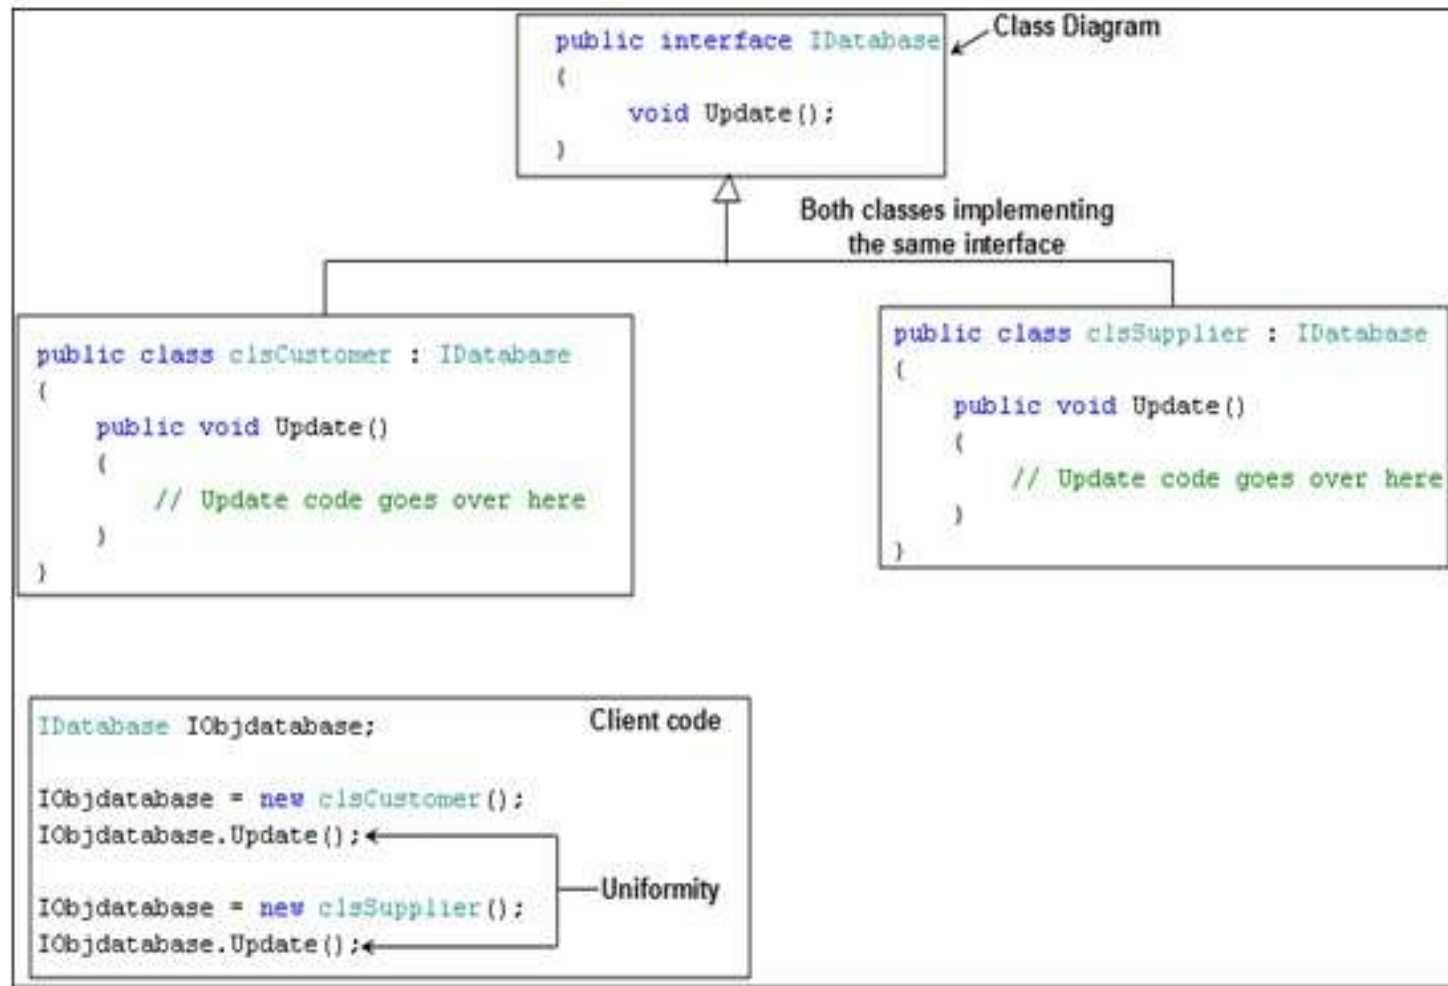 public interface IDatabase
{
void Update();
}
Class Diagram
Both classes implementing
the same interface
public class clsCustomer : IDatabase
{
public void Update()
{
// Update code goes over here
}
}
public class clsSupplier : IDatabase
{
public void Update()
{
// Update code goes over here
}
}
Client code
IDatabase IObjdatabase;
IObjdatabase = new clsCustomer();
IObjdatabase.Update();
Uniformity
IObjdatabase = new clsSupplier();
IObjdatabase.Update();